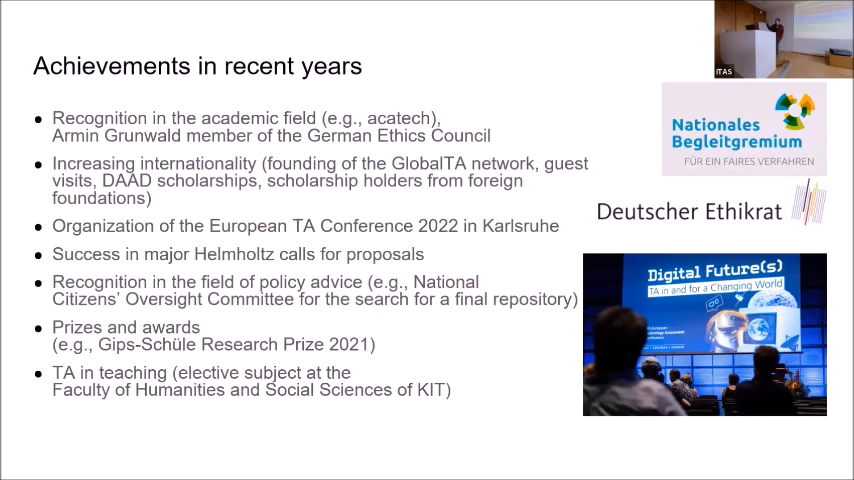 ITAS
Achievements in recent years
Recognition in the academic field (e.g., acatech),
Armin Grunwald member of the German Ethics Council
Increasing internationality (founding of the GlobalTA network, guest
visits, DAAD scholarships, scholarship holders from foreign
foundations)
Organization of the European TA Conference 2022 in Karlsruhe
Success in major Helmholtz calls for proposals
Recognition in the field of policy advice (e.g., National
Citizens’ Oversight Committee for the search for a final repository)
Prizes and awards
(e.g., Gips-Schüle Research Prize 2021)
TA in teaching (elective subject at the
Faculty of Humanities and Social Sciences of KIT)
Nationales
Begleitgremium
FÜR EIN FAIRES VERFAHREN
Deutscher Ethikrat
Digital Future(s)
TA in and for a Changing World